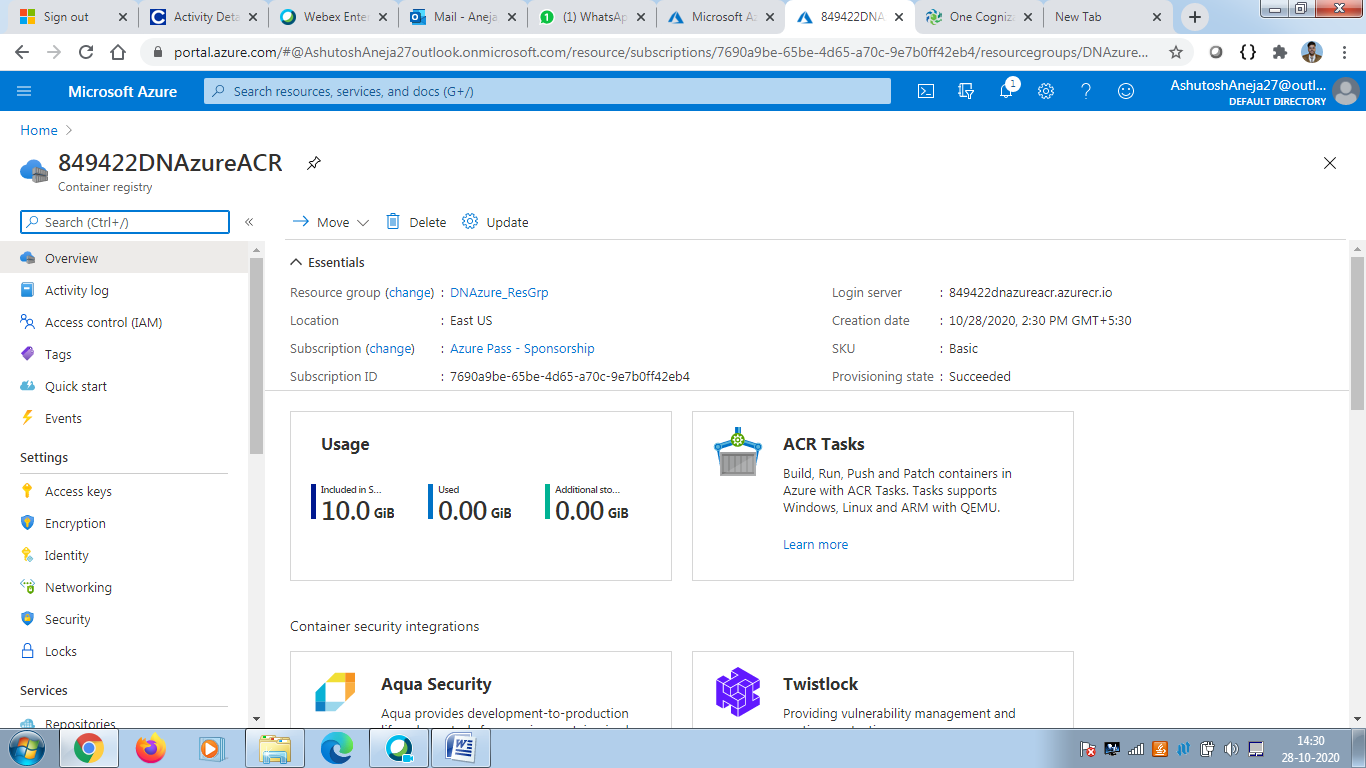 Sign out
Activity Deta
Webex Enter
Mail - Aneja
(1) WhatsAp
Microsoft Az
849422DNA
One Cogniza
New Tab
portal.azure.com/#@AshutoshAneja27outlook.onmicrosoft.com/resource/subscriptions/7690a9be-65be-4d65-a70c-9e7b0ff42eb4/resourcegroups/DNAzure...
Microsoft Azure
Search resources, services, and docs (G+/)
1
AshutoshAneja27@outl...
DEFAULT DIRECTORY
Home
849422DNAzureACR
Container registry
Search (Ctrl+/)
«
Move
Delete
Update
Overview
Activity log
Access control (IAM)
Tags
Quick start
Events
Settings
Access keys
Encryption
Identity
Networking
Security
Locks
Services
Repositories
Essentials
Resource group (change) : DNAzure_ResGrp
Location : East US
Subscription (change) : Azure Pass - Sponsorship
Subscription ID : 7690a9be-65be-4d65-a70c-9e7b0ff42eb4
Login server : 849422dnazureacr.azurecr.io
Creation date : 10/28/2020, 2:30 PM GMT+5:30
SKU : Basic
Provisioning state : Succeeded
Usage
Included in S...
10.0 GiB
Used
0.00 GiB
Additional sto...
0.00 GiB
ACR Tasks
Build, Run, Push and Patch containers in
Azure with ACR Tasks. Tasks supports
Windows, Linux and ARM with QEMU.
Learn more
Container security integrations
Aqua Security
Aqua provides development-to-production
Twistlock
Providing vulnerability management and
14:30
28-10-2020